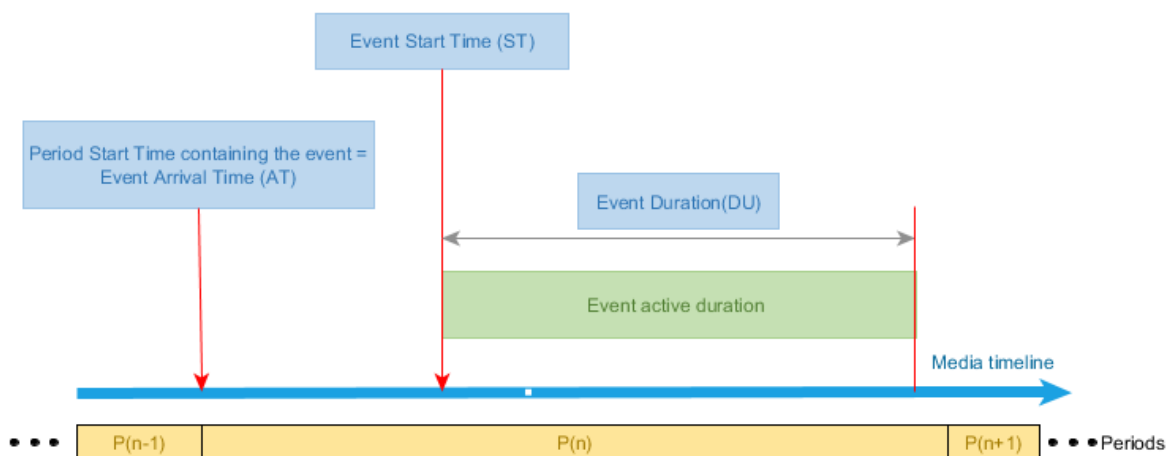 Event Start Time (ST)
Period Start Time containing the event =
Event Arrival Time (AT)
Event Duration(DU)
Event active duration
Media timeline
P(n-1)
P(n)
P(n+1)
Periods